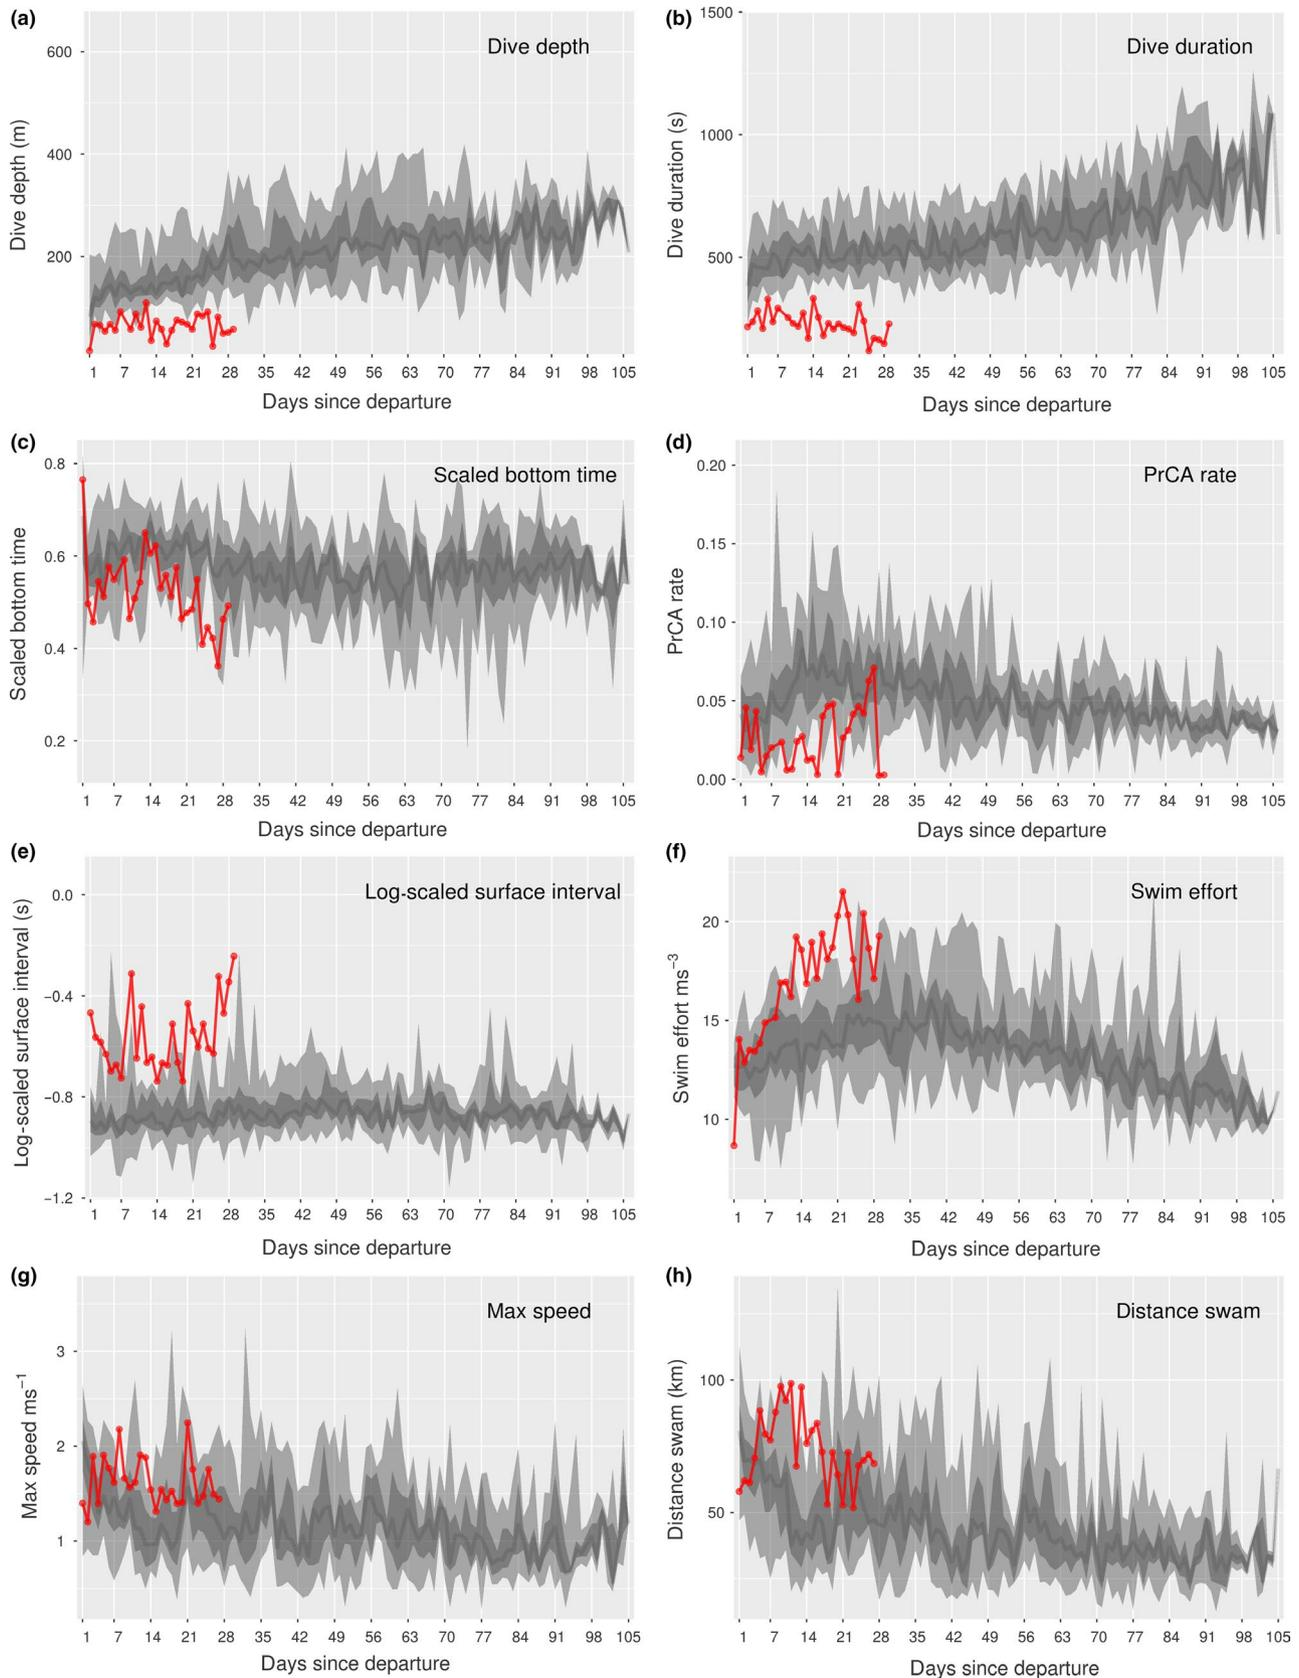 (a)
Dive depth
Dive depth (m)
600
400
200
1 7 14 21 28 35 42 49 56 63 70 77 84 91 98 105
Days since departure
(b)
Dive duration
Dive duration (s)
1500
1000
500
1 7 14 21 28 35 42 49 56 63 70 77 84 91 98 105
Days since departure
(c)
Scaled bottom time
Scaled bottom time
0.8
0.6
0.4
0.2
1 7 14 21 28 35 42 49 56 63 70 77 84 91 98 105
Days since departure
(d)
PrCA rate
PrCA rate
0.20
0.15
0.10
0.05
0.00
1 7 14 21 28 35 42 49 56 63 70 77 84 91 98 105
Days since departure
(e)
Log-scaled surface interval
Log-scaled surface interval (s)
0.0
−0.4
−0.8
−1.2
1 7 14 21 28 35 42 49 56 63 70 77 84 91 98 105
Days since departure
(f)
Swim effort
Swim effort ms⁻³
20
15
10
1 7 14 21 28 35 42 49 56 63 70 77 84 91 98 105
Days since departure
(g)
Max speed
Max speed ms⁻¹
3
2
1
1 7 14 21 28 35 42 49 56 63 70 77 84 91 98 105
Days since departure
(h)
Distance swam
Distance swam (km)
100
50
1 7 14 21 28 35 42 49 56 63 70 77 84 91 98 105
Days since departure